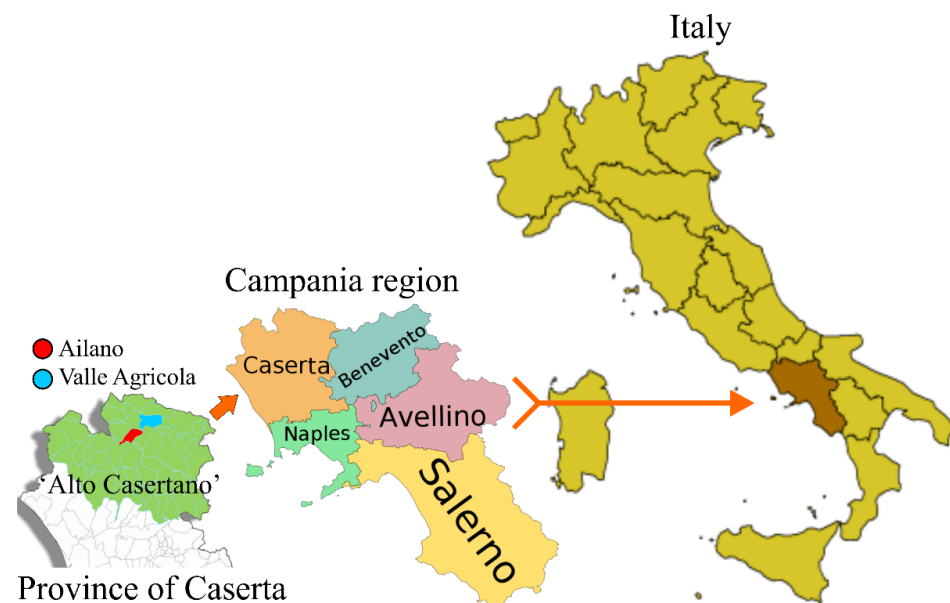 Italy
Campania region
Ailano
Valle Agricola
Caserta
Benevento
Avellino
Naples
Salerno
‘Alto Casertano’
Province of Caserta